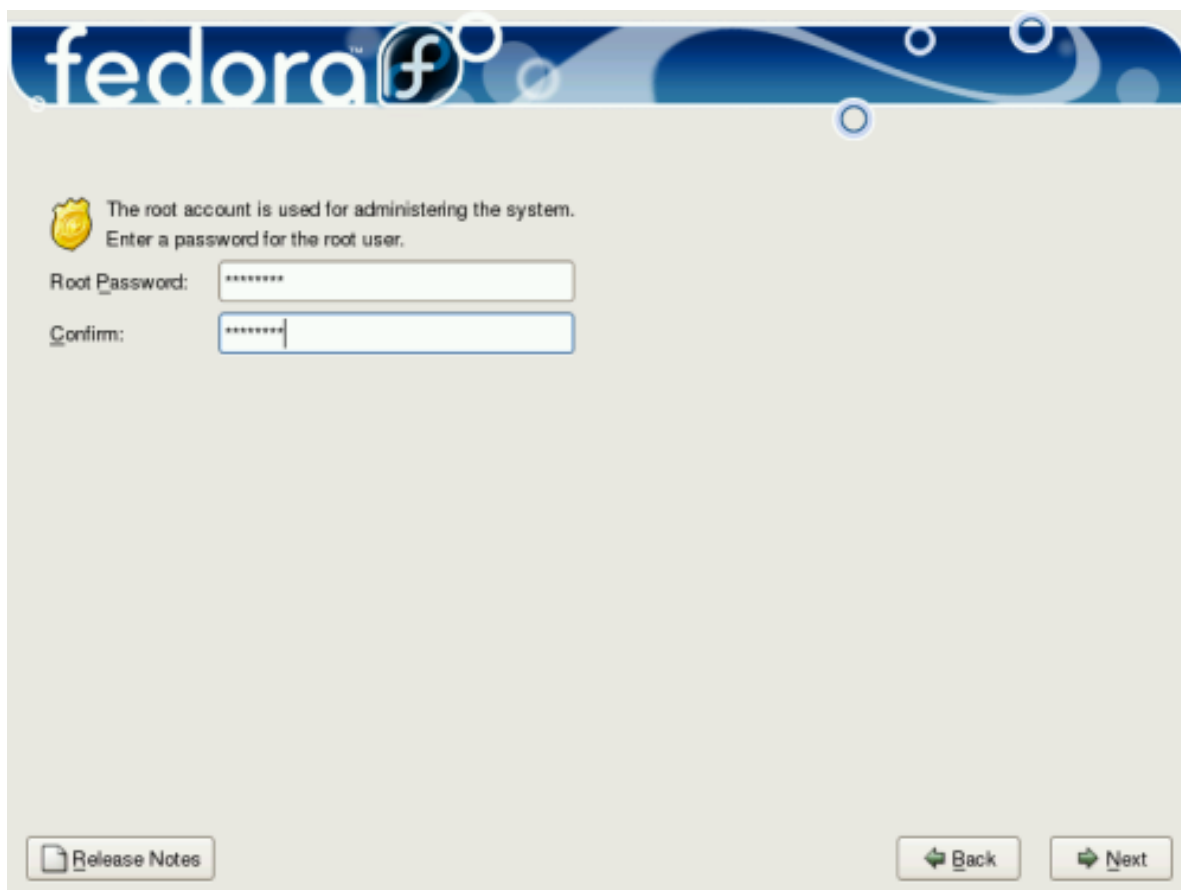 fedora™
The root account is used for administering the system.
Enter a password for the root user.
Root Password: ********
Confirm: ********
Release Notes
Back
Next